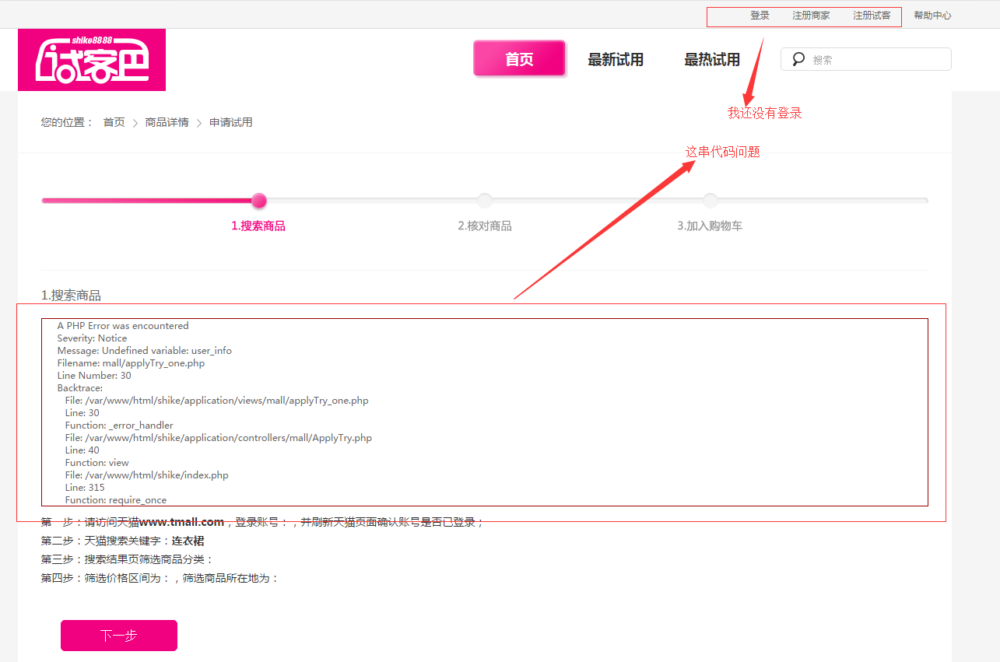 登录 注册商家 注册试客 帮助中心
shike8888
试客巴
首页 最新试用 最热试用 搜索
我还没有登录
您的位置： 首页 > 商品详情 > 申请试用
这串代码问题
1.搜索商品 2.核对商品 3.加入购物车
1.搜索商品
A PHP Error was encountered
Severity: Notice
Message: Undefined variable: user_info
Filename: mall/applyTry_one.php
Line Number: 30
Backtrace:
File: /var/www/html/shike/application/views/mall/applyTry_one.php
Line: 30
Function: _error_handler
File: /var/www/html/shike/application/controllers/mall/ApplyTry.php
Line: 40
Function: view
File: /var/www/html/shike/index.php
Line: 315
Function: require_once
第一步：请访问天猫www.tmall.com，登录账号：，并刷新天猫页面确认账号是否已登录；
第二步：天猫搜索关键字：连衣裙
第三步：搜索结果页筛选商品分类：
第四步：筛选价格区间为：，筛选商品所在地为：
下一步